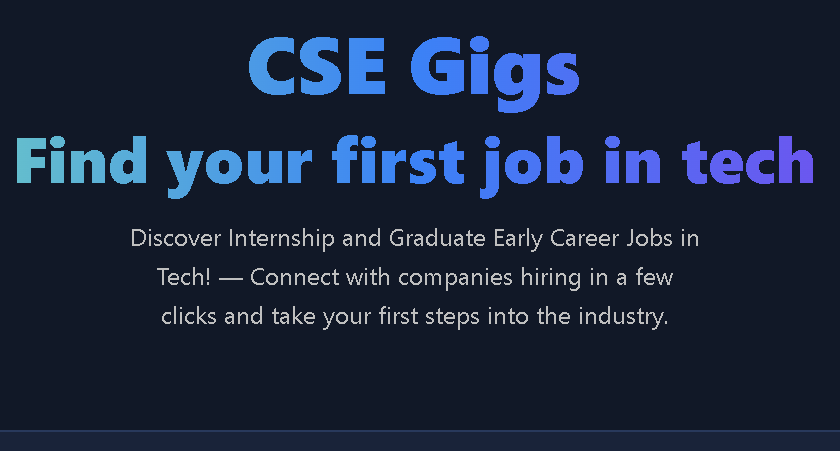 CSE Gigs
Find your first job in tech
Discover Internship and Graduate Early Career Jobs in
Tech! — Connect with companies hiring in a few
clicks and take your first steps into the industry.